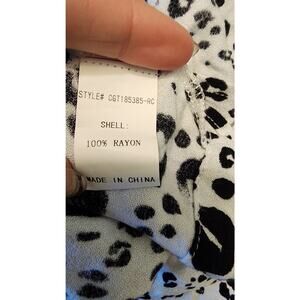 STYLE# CGT185385-RC
SHELL:
100% RAYON
MADE IN CHINA